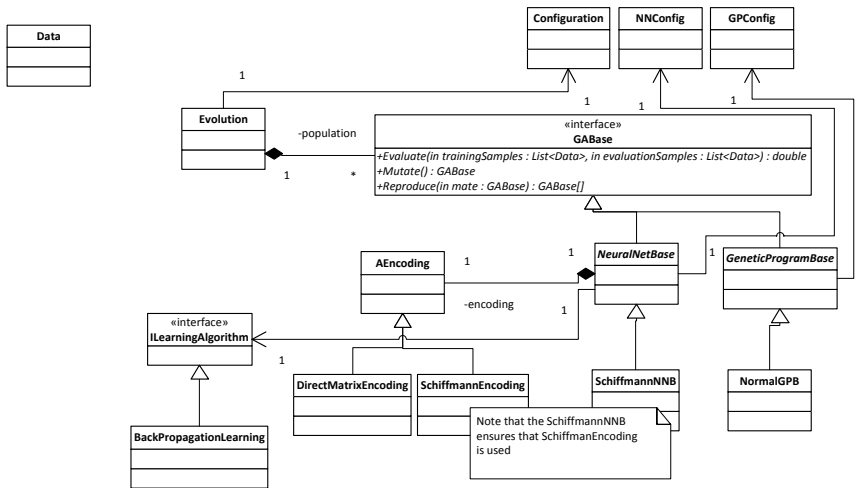 Configuration
NNConfig
GPConfig
Data
1
Evolution
1
1
1
-population
«interface»
GABase
+Evaluate(in trainingSamples : List<Data>, in evaluationSamples : List<Data>) : double
+Mutate() : GABase
+Reproduce(in mate : GABase) : GABase[]
1
*
AEncoding
1
1
NeuralNetBase
1
GeneticProgramBase
-encoding
1
«interface»
ILearningAlgorithm
1
DirectMatrixEncoding
SchiffmannEncoding
SchiffmannNNB
NormalGPB
Note that the SchiffmannNNB
ensures that SchiffmanEncoding
is used
BackPropagationLearning